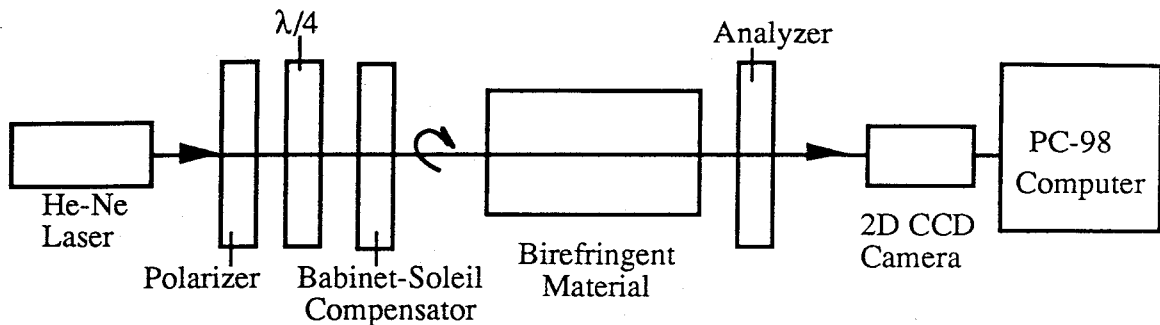 λ/4
Analyzer
He-Ne
Laser
Polarizer
Babinet-Soleil
Compensator
Birefringent
Material
2D CCD
Camera
PC-98
Computer